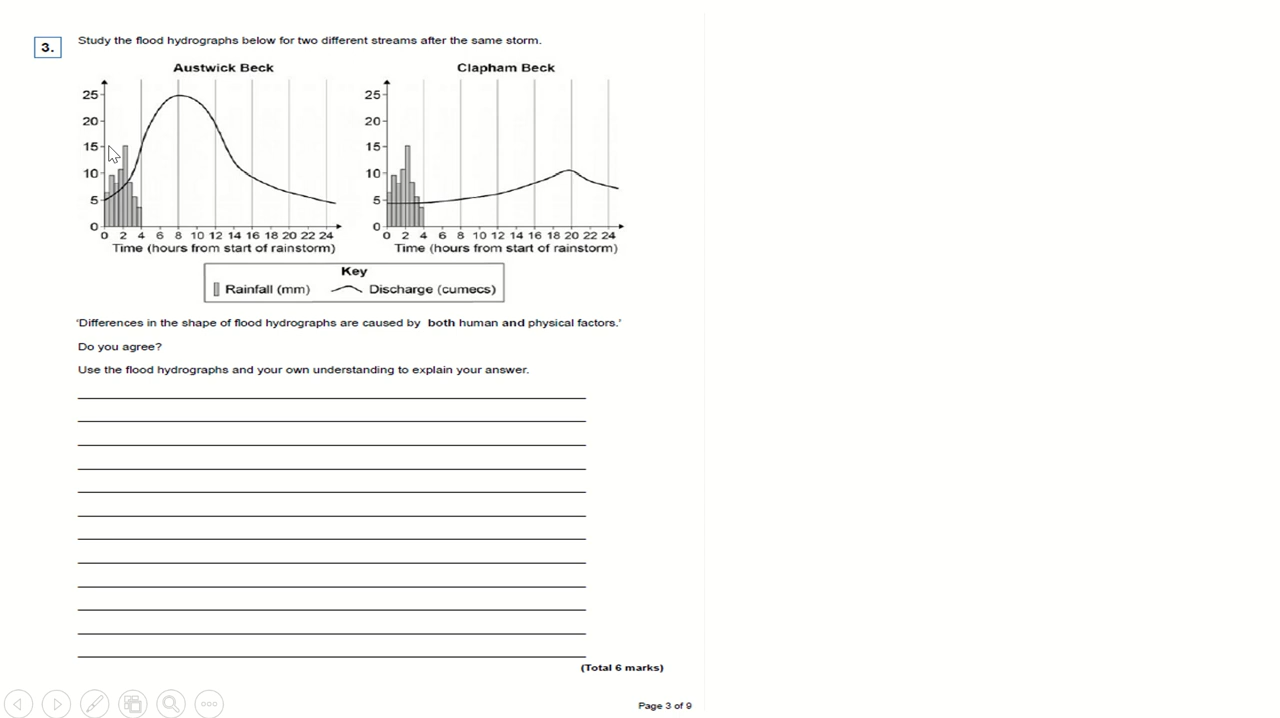 3.
Study the flood hydrographs below for two different streams after the same storm.
Austwick Beck
25
20
15
10
5
0
0 2 4 6 8 10 12 14 16 18 20 22 24
Time (hours from start of rainstorm)
Clapham Beck
25
20
15
10
5
0
0 2 4 6 8 10 12 14 16 18 20 22 24
Time (hours from start of rainstorm)
Key
Rainfall (mm) Discharge (cumecs)
'Differences in the shape of flood hydrographs are caused by both human and physical factors.'
Do you agree?
Use the flood hydrographs and your own understanding to explain your answer.
(Total 6 marks)
Page 3 of 9